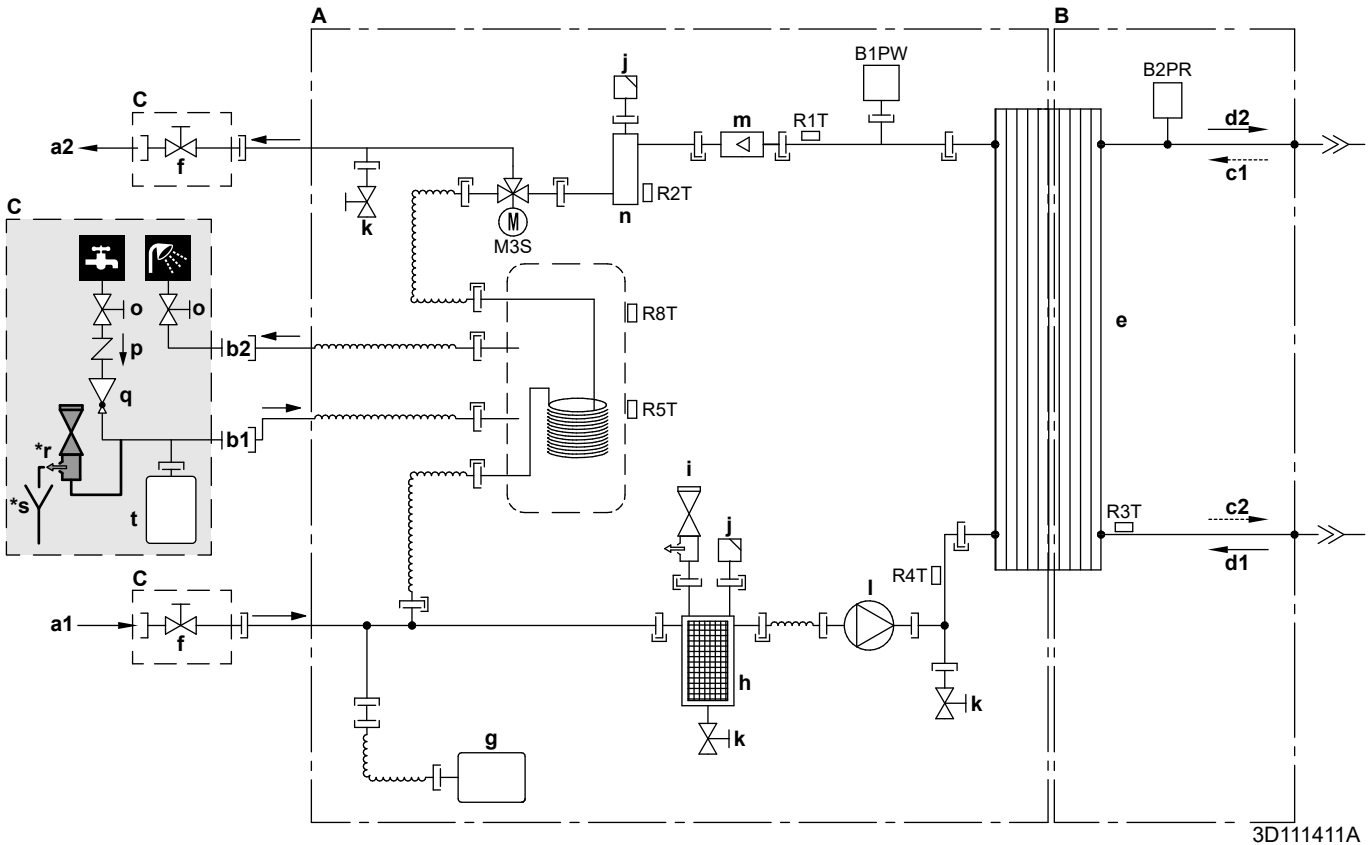 A
B
B1PW
j
B2PR
C
m
R1T
d2
a2
f
c1
R2T
C
k
n
M
M3S
o
o
R8T
e
b2
p
q
R5T
b1
*r
i
*s
t
j
R3T
c2
C
R4T
d1
l
a1
f
h
k
k
g
3D111411A